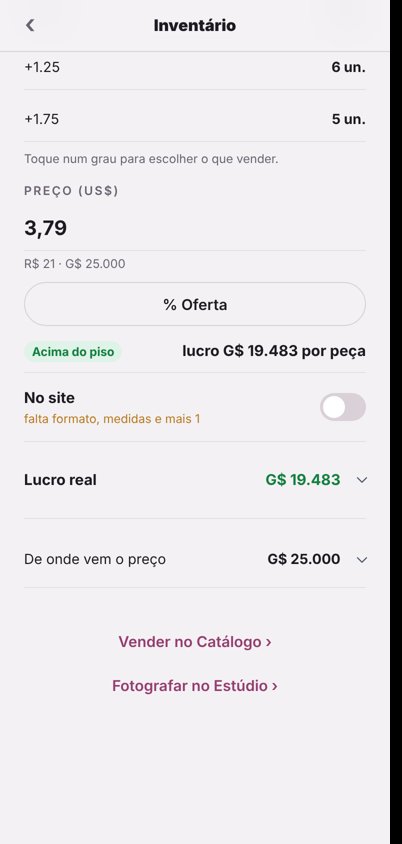 Inventário
+1.25 6 un.
+1.75 5 un.
Toque num grau para escolher o que vender.
PREÇO (US$)
3,79
R$ 21 · G$ 25.000
% Oferta
Acima do piso lucro G$ 19.483 por peça
No site
falta formato, medidas e mais 1
Lucro real G$ 19.483
De onde vem o preço G$ 25.000
Vender no Catálogo ›
Fotografar no Estúdio ›